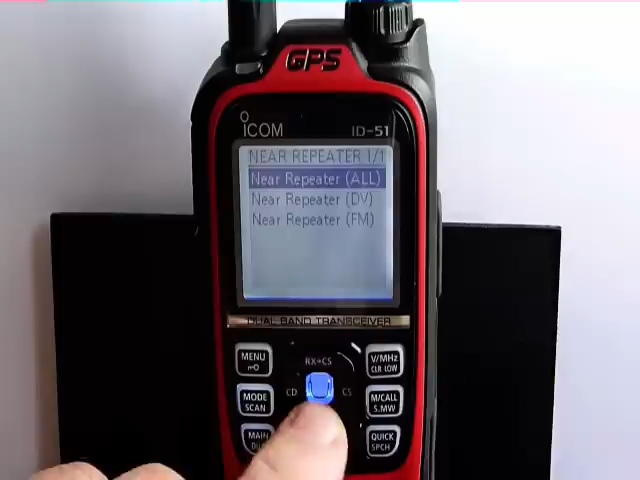 GPS
ICOM ID-51
NEAR REPEATER 1/1
Near Repeater (ALL)
Near Repeater (DV)
Near Repeater (FM)
DUAL BAND TRANSCEIVER
MENU
RX→CS
V/MHz
CLR LOW
MODE
SCAN
CD
CS
M/CALL
S.MW
MAIN
QUICK
SPCH